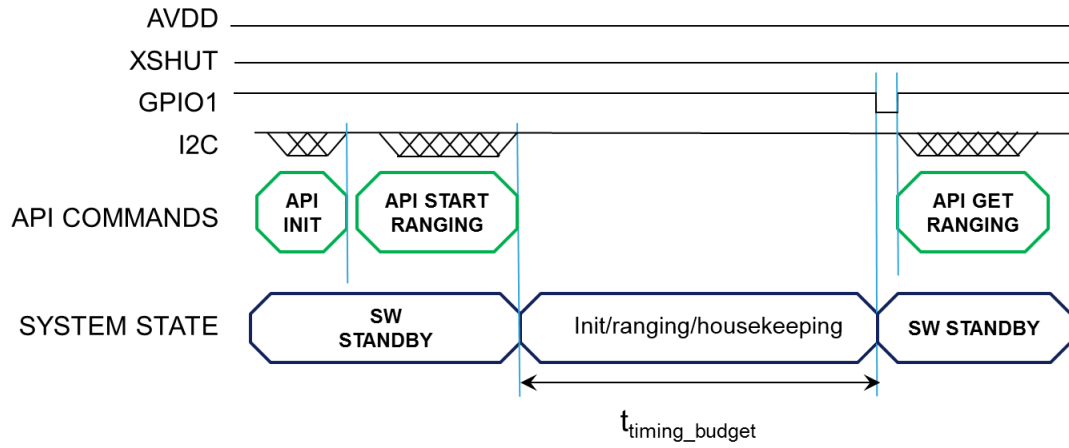 AVDD
XSHUT
GPIO1
I2C
API COMMANDS
API
INIT
API START
RANGING
API GET
RANGING
SYSTEM STATE
SW
STANDBY
Init/ranging/housekeeping
SW STANDBY
t_timing_budget